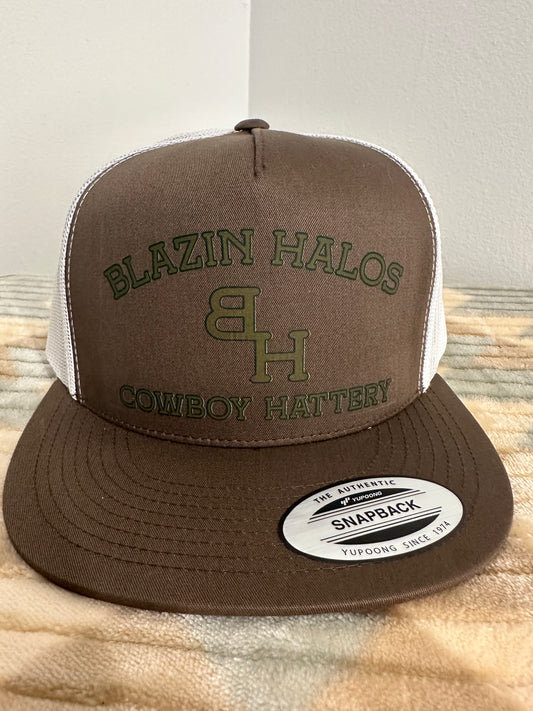 BLAZIN HALOS
BH
COWBOY HATTERY
THE AUTHENTIC
YUPOONG
SNAPBACK
YUPOONG SINCE 1974